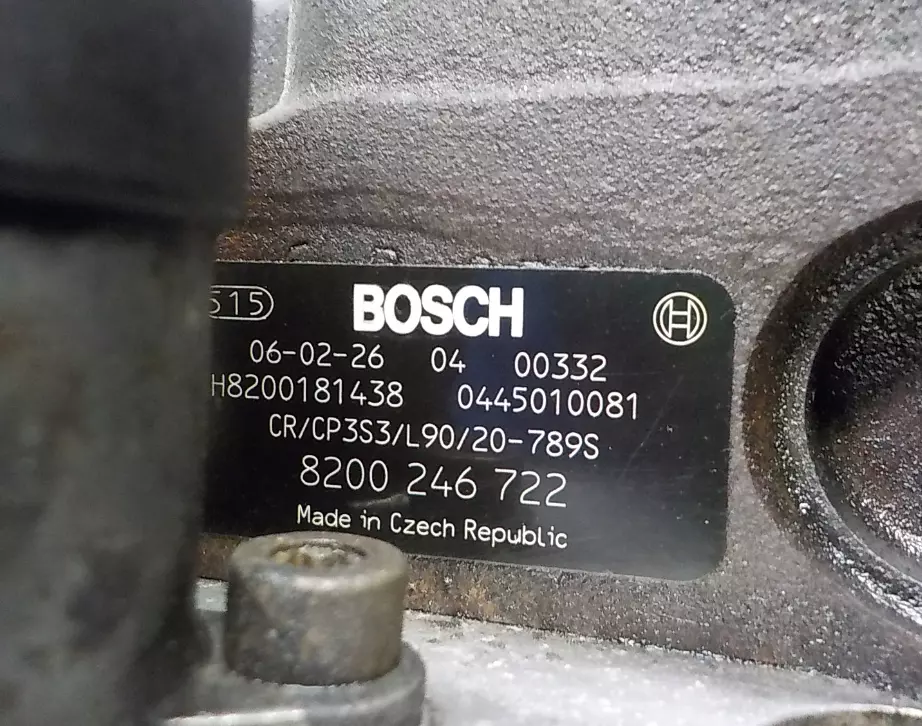 515 BOSCH
06-02-26 04 00332
H8200181438 0445010081
CR/CP3S3/L90/20-789S
8200 246 722
Made in Czech Republic